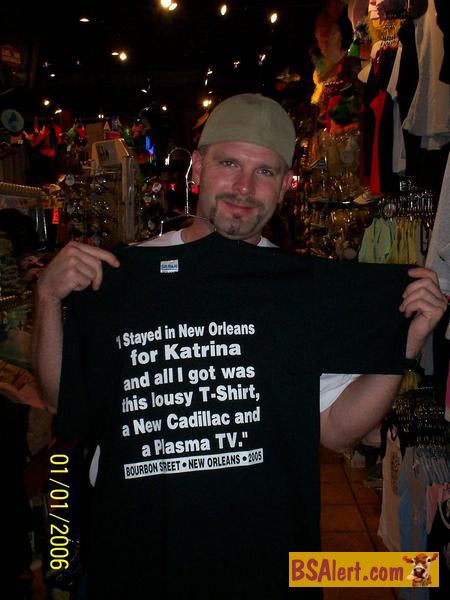 "I Stayed in New Orleans
for Katrina
and all I got was
this lousy T-Shirt,
a New Cadillac and
a Plasma TV."
BOURBON STREET • NEW ORLEANS • 2005
01/01/2006
BSAlert.com